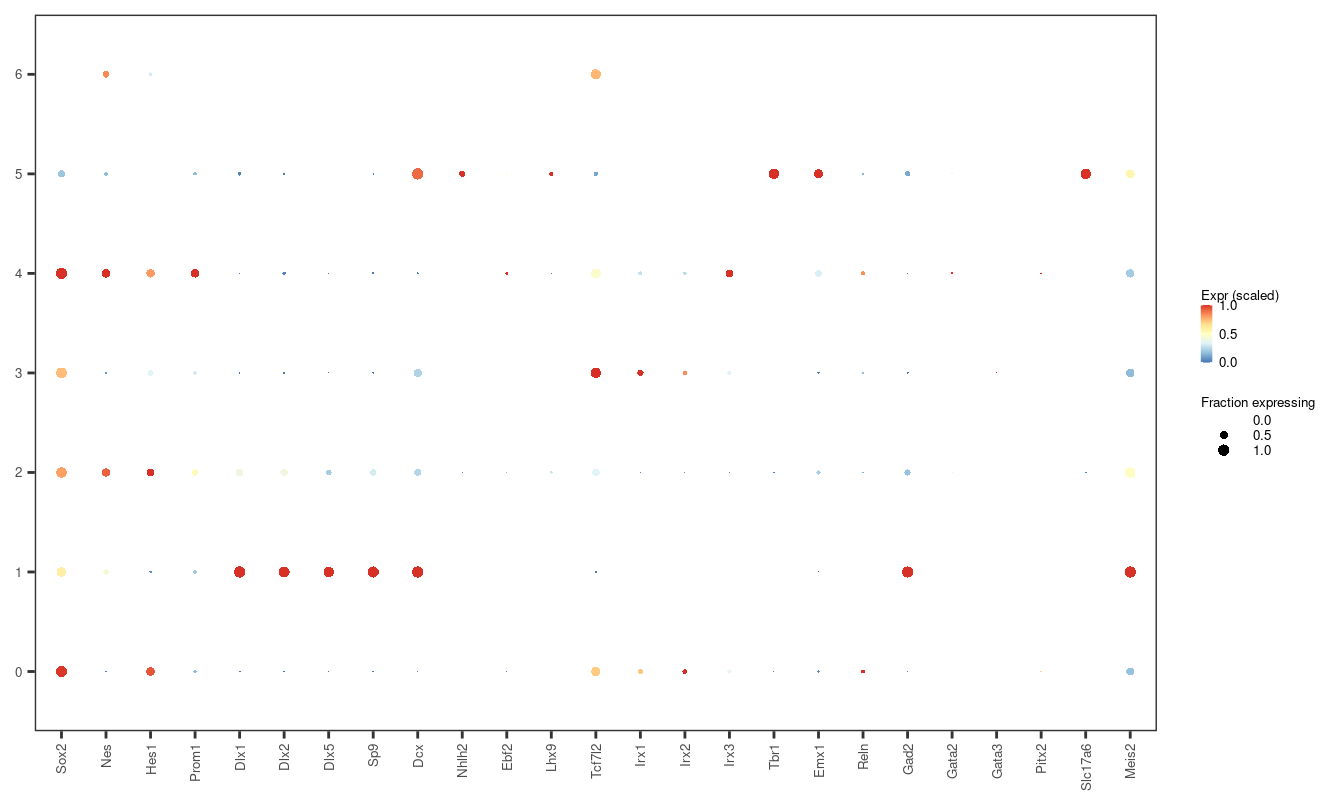 6
5
4
3
2
1
0
Sox2
Nes
Hes1
Prom1
Dlx1
Dlx2
Dlx5
Sp9
Dcx
Nhlh2
Ebf2
Lhx9
Tcf7l2
Irx1
Irx2
Irx3
Tbr1
Emx1
Reln
Gad2
Gata2
Gata3
Pitx2
Slc17a6
Meis2
Expr (scaled)
1.0
0.5
0.0
Fraction expressing
0.0
0.5
1.0